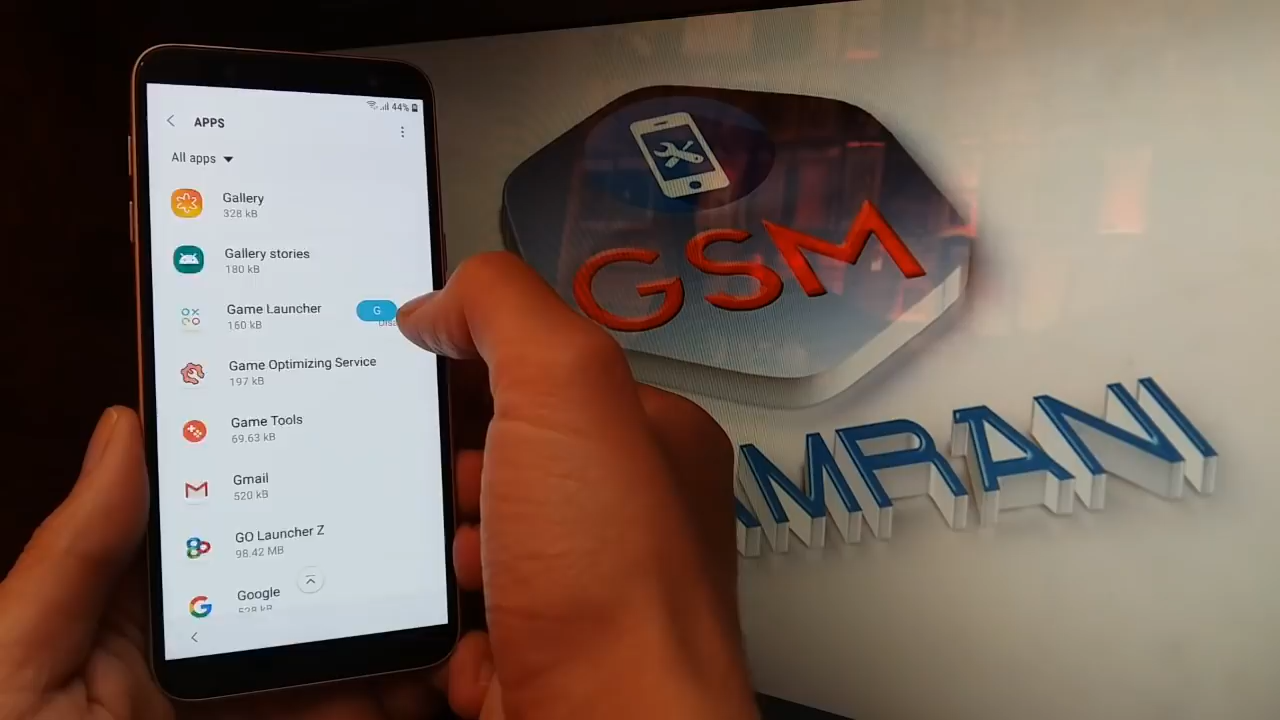 44%
APPS
All apps
Gallery
328 kB
Gallery stories
180 kB
Game Launcher
160 kB
G
Game Optimizing Service
197 kB
Game Tools
69.63 kB
Gmail
520 kB
GO Launcher Z
98.42 MB
Google
GSM
MRANI